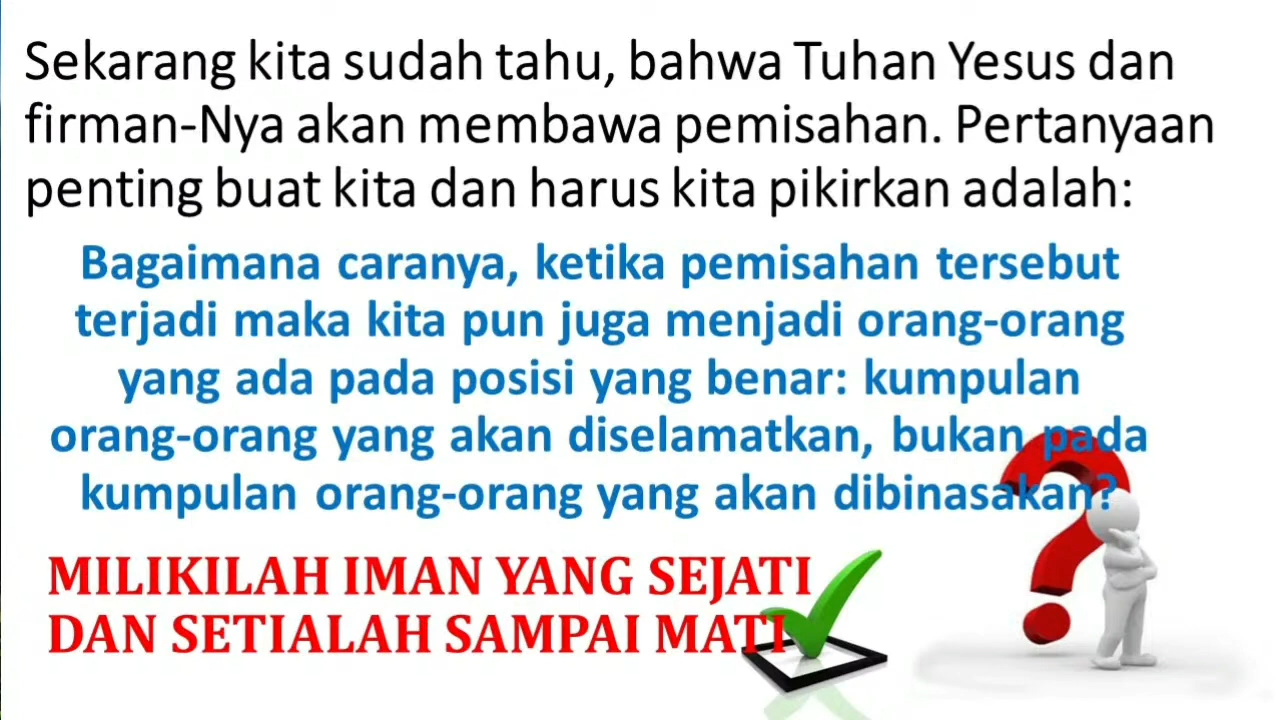 Sekarang kita sudah tahu, bahwa Tuhan Yesus dan
firman-Nya akan membawa pemisahan. Pertanyaan
penting buat kita dan harus kita pikirkan adalah:
Bagaimana caranya, ketika pemisahan tersebut
terjadi maka kita pun juga menjadi orang-orang
yang ada pada posisi yang benar: kumpulan
orang-orang yang akan diselamatkan, bukan pada
kumpulan orang-orang yang akan dibinasakan?
MILIKILAH IMAN YANG SEJATI
DAN SETIALAH SAMPAI MATI